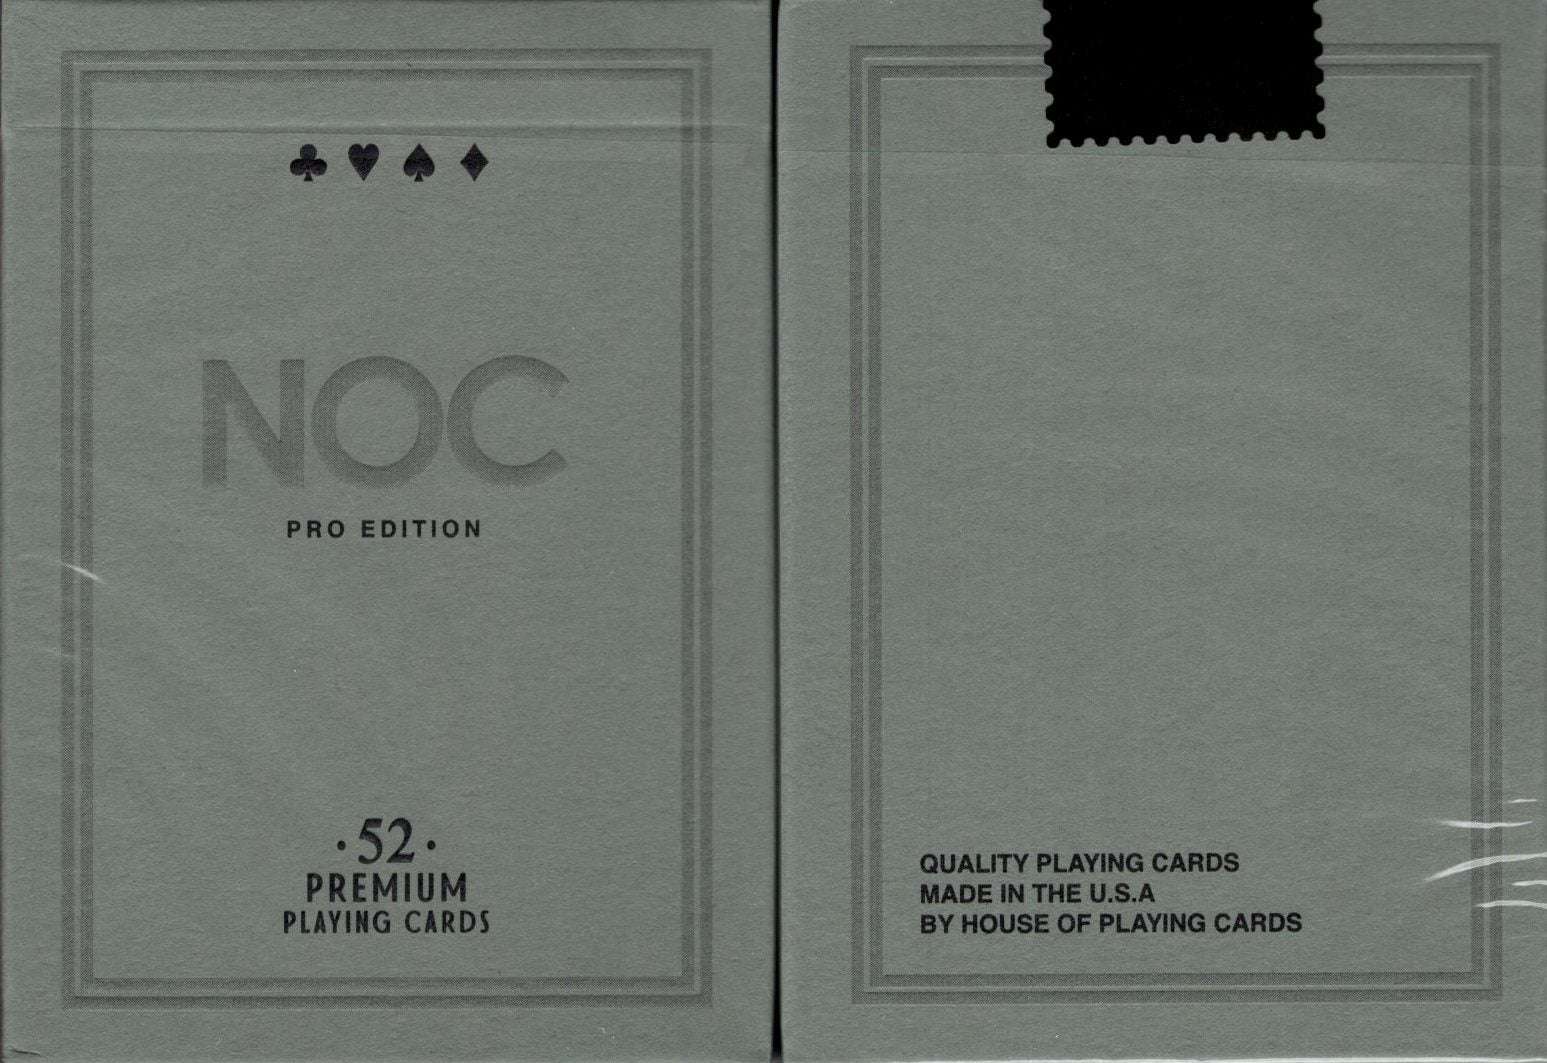 NOC
PRO EDITION
·52·
PREMIUM
PLAYING CARDS
QUALITY PLAYING CARDS
MADE IN THE U.S.A
BY HOUSE OF PLAYING CARDS